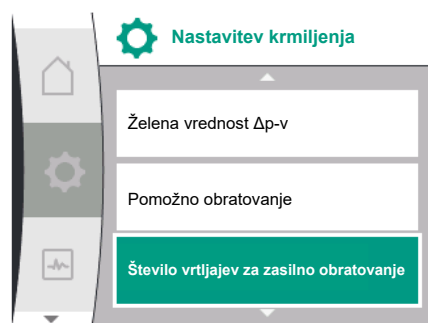 Nastavitev krmiljenja
Želena vrednost Δp-v
Pomožno obratovanje
Število vrtljajev za zasilno obratovanje